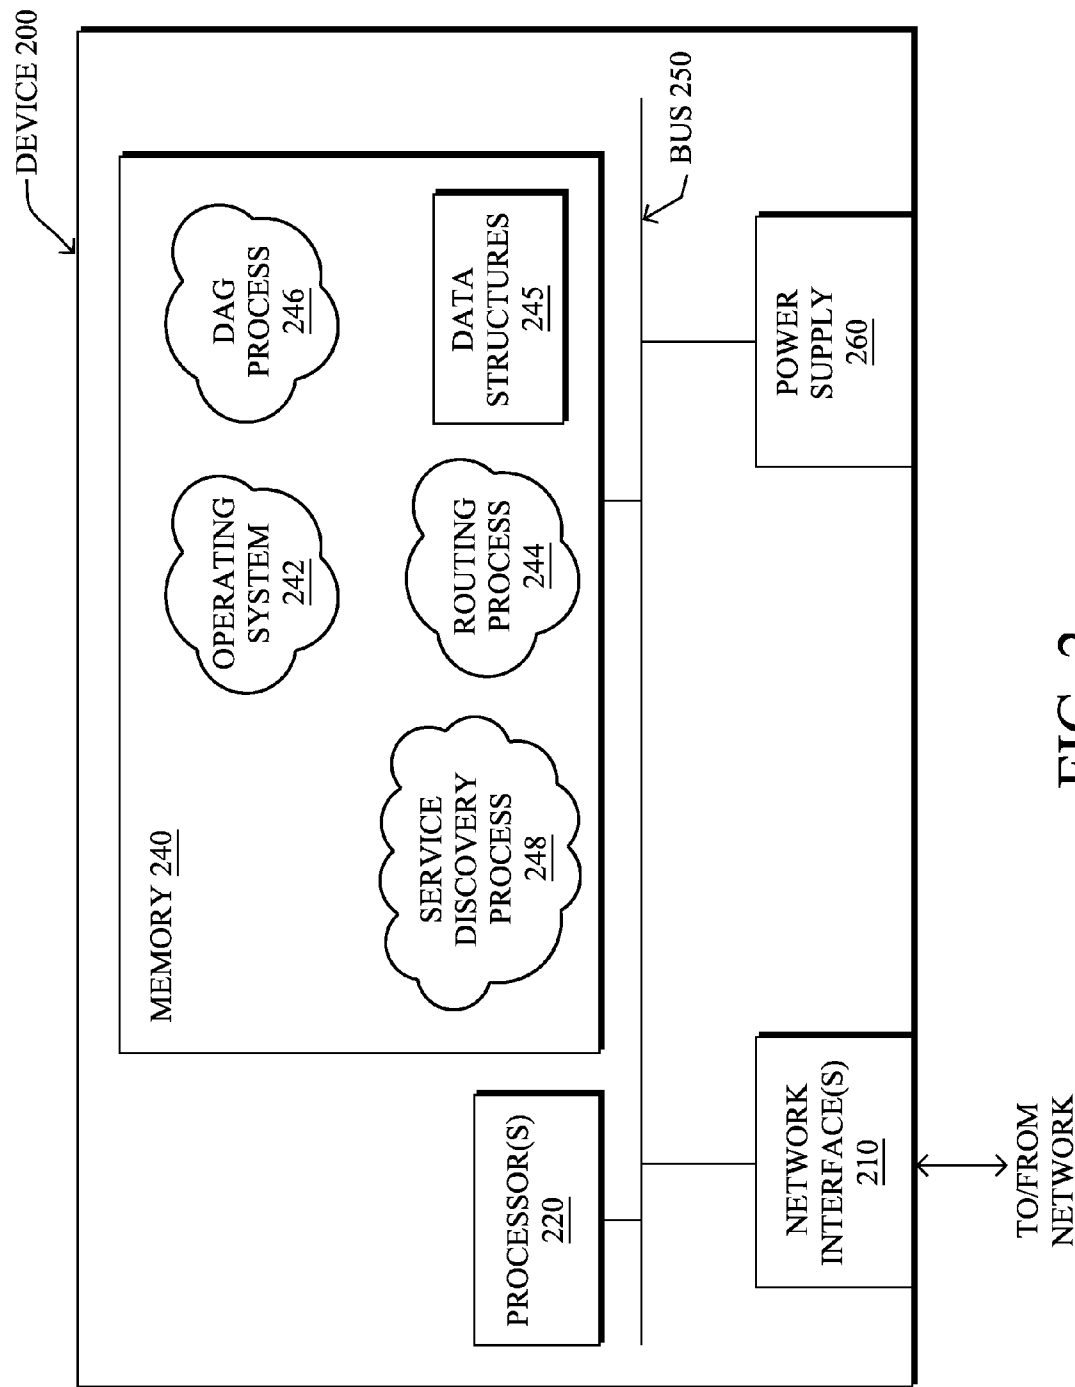 DEVICE 200
MEMORY 240
OPERATING
SYSTEM
242
DAG
PROCESS
246
SERVICE
DISCOVERY
PROCESS
248
ROUTING
PROCESS
244
DATA
STRUCTURES
245
PROCESSOR(S)
220
BUS 250
NETWORK
INTERFACE(S)
210
POWER
SUPPLY
260
TO/FROM
NETWORK
FIG